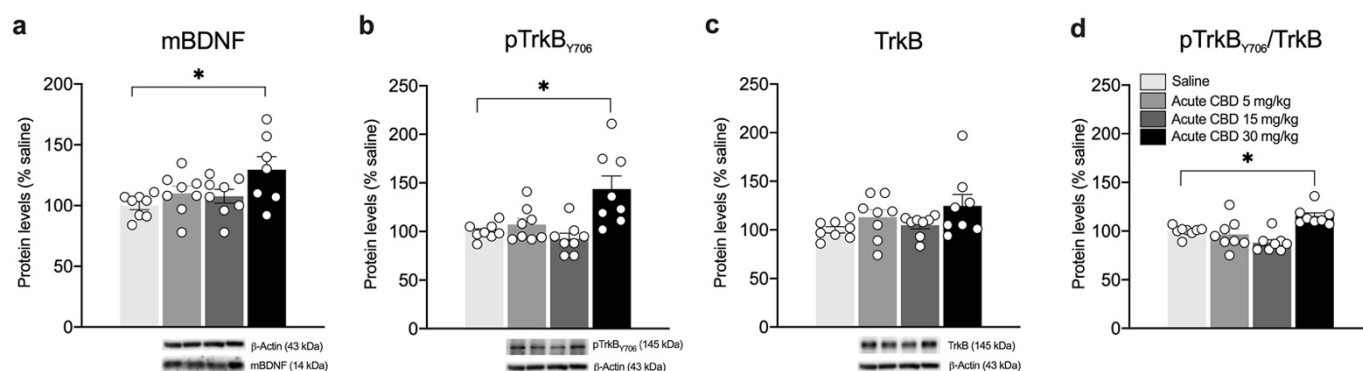 a
mBDNF
Protein levels (% saline)
200
150
100
50
0
*
β-Actin (43 kDa)
mBDNF (14 kDa)
b
pTrkBY706
Protein levels (% saline)
250
200
150
100
50
0
*
pTrkBY706 (145 kDa)
β-Actin (43 kDa)
c
TrkB
Protein levels (% saline)
250
200
150
100
50
0
TrkB (145 kDa)
β-Actin (43 kDa)
d
pTrkBY706/TrkB
Protein levels (% saline)
250
200
150
100
50
0
Saline
Acute CBD 5 mg/kg
Acute CBD 15 mg/kg
Acute CBD 30 mg/kg
*